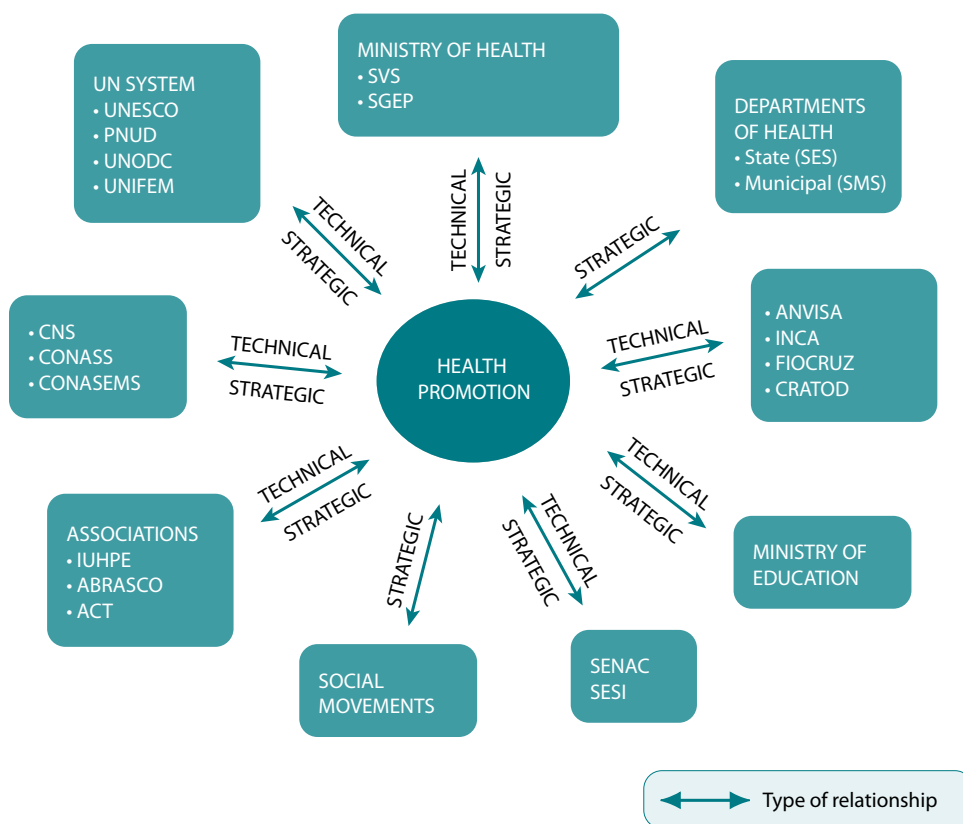 MINISTRY OF HEALTH
• SVS
• SGEP
UN SYSTEM
• UNESCO
• PNUD
• UNODC
• UNIFEM
DEPARTMENTS
OF HEALTH
• State (SES)
• Municipal (SMS)
TECHNICAL
STRATEGIC
TECHNICAL
STRATEGIC
STRATEGIC
• CNS
• CONASS
• CONASEMS
TECHNICAL
STRATEGIC
HEALTH
PROMOTION
TECHNICAL
STRATEGIC
• ANVISA
• INCA
• FIOCRUZ
• CRATOD
TECHNICAL
STRATEGIC
STRATEGIC
TECHNICAL
STRATEGIC
TECHNICAL
STRATEGIC
ASSOCIATIONS
• IUHPE
• ABRASCO
• ACT
MINISTRY OF
EDUCATION
SOCIAL
MOVEMENTS
SENAC
SESI
Type of relationship